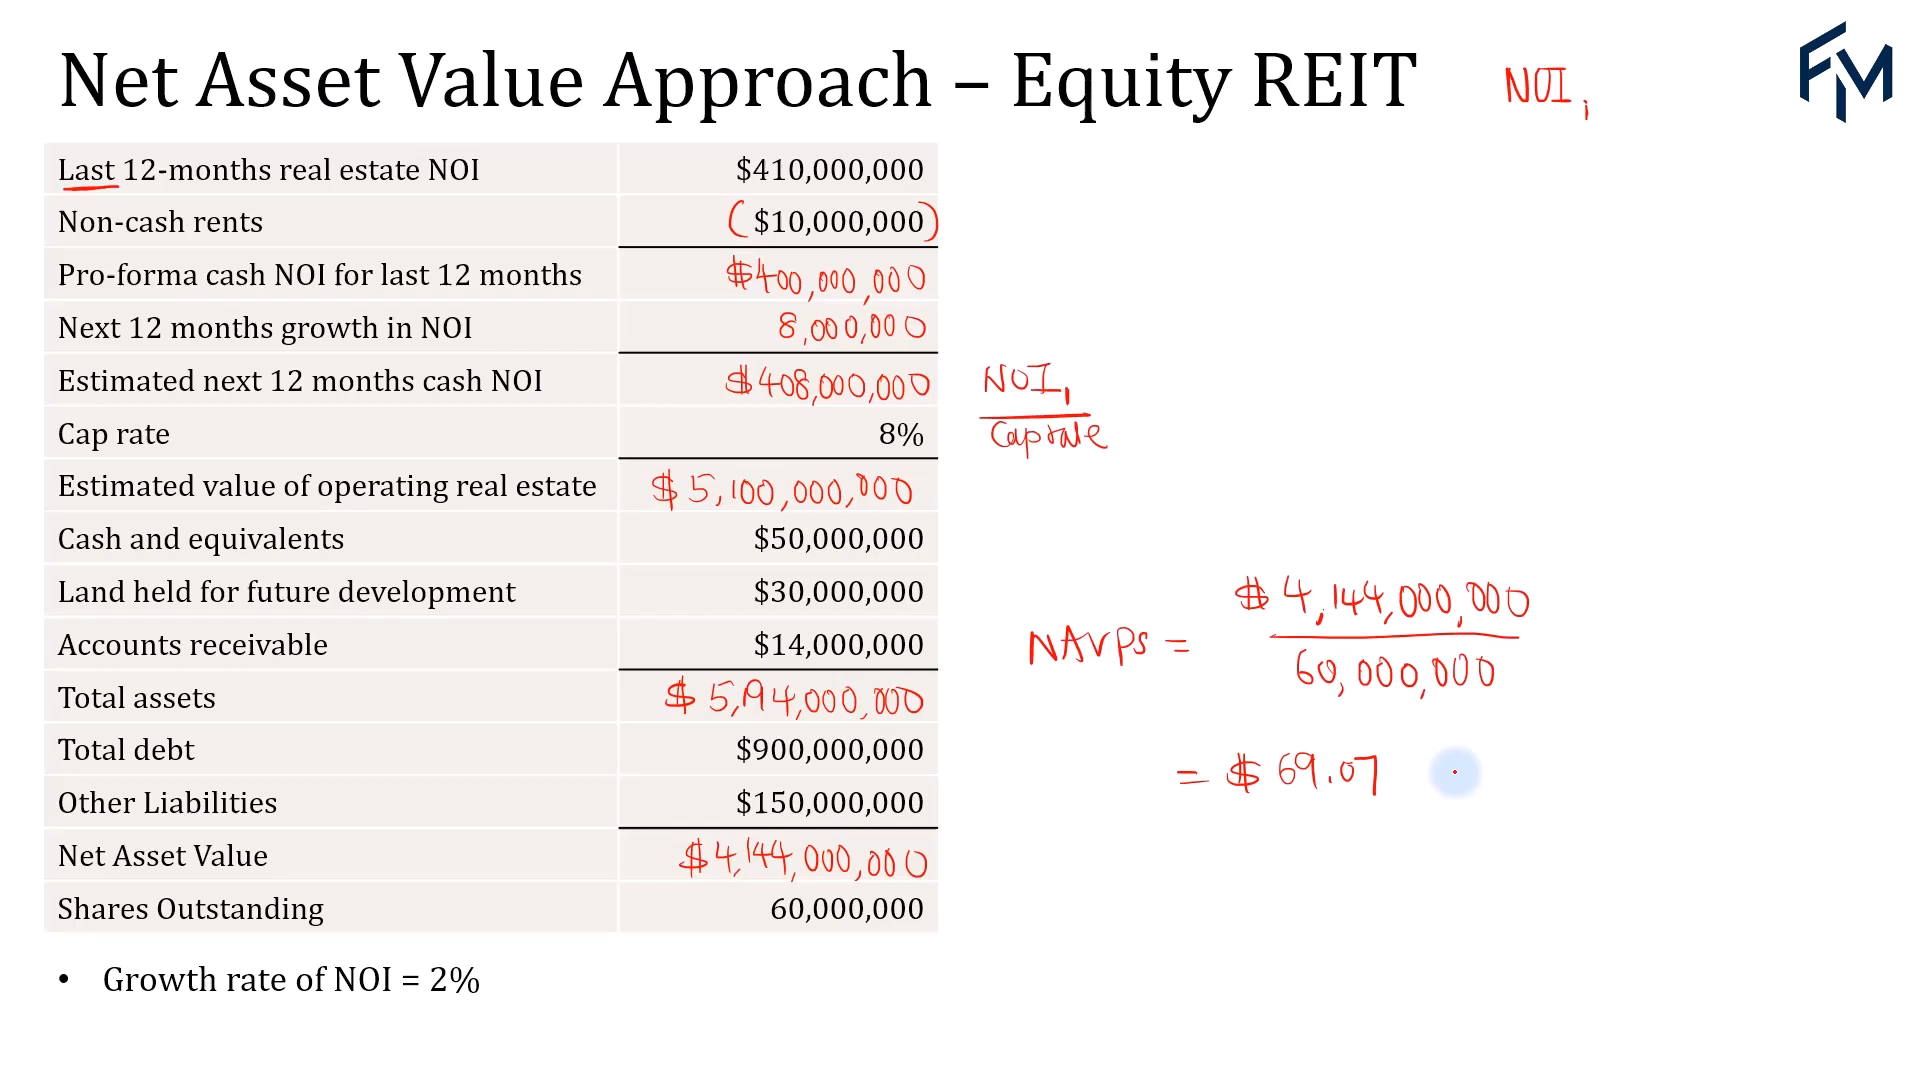 Net Asset Value Approach – Equity REIT
NOI₁
FM
Last 12-months real estate NOI $410,000,000
Non-cash rents ($10,000,000)
Pro-forma cash NOI for last 12 months $400,000,000
Next 12 months growth in NOI 8,000,000
Estimated next 12 months cash NOI $408,000,000
Cap rate 8%
Estimated value of operating real estate $5,100,000,000
Cash and equivalents $50,000,000
Land held for future development $30,000,000
Accounts receivable $14,000,000
Total assets $5,194,000,000
Total debt $900,000,000
Other Liabilities $150,000,000
Net Asset Value $4,144,000,000
Shares Outstanding 60,000,000
• Growth rate of NOI = 2%
NOI₁
Cap rate
NAVPS = $4,144,000,000
60,000,000
= $69.07